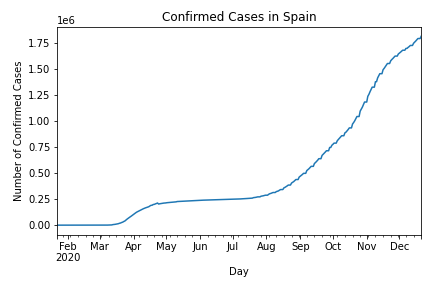 Confirmed Cases in Spain
1e6
1.75
1.50
1.25
1.00
0.75
0.50
0.25
0.00
Number of Confirmed Cases
Feb Mar Apr May Jun Jul Aug Sep Oct Nov Dec
2020
Day